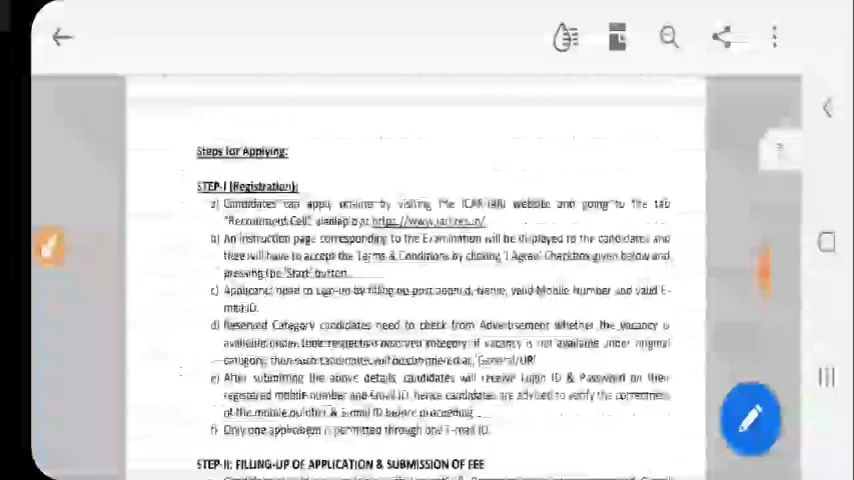 Steps for Applying:
STEP-I (Registration):
a) Candidates can apply online by visiting the ICAR-IARI website and going to the tab
"Recruitment Cell" available at https://www.iari.res.in/
b) An instruction page corresponding to the Examination will be displayed to the candidates and
they will have to accept the Terms & Conditions by clicking 'I Agree' Checkbox given below and
pressing the 'Start' button.
c) Applicants need to sign-up by filling up post applied, Name, valid Mobile Number and valid E-
mail ID.
d) Reserved Category candidates need to check from Advertisement whether the vacancy is
available under their respective reserved category. If vacancy is not available under original
category, then such candidates will be considered as 'General/UR'
e) After submitting the above details, candidates will receive Login ID & Password on their
registered mobile number and Email ID, hence candidates are advised to verify the correctness
of the mobile number & E-mail ID before proceeding
f) Only one application is permitted through one E-mail ID.
STEP-II: FILLING-UP OF APPLICATION & SUBMISSION OF FEE